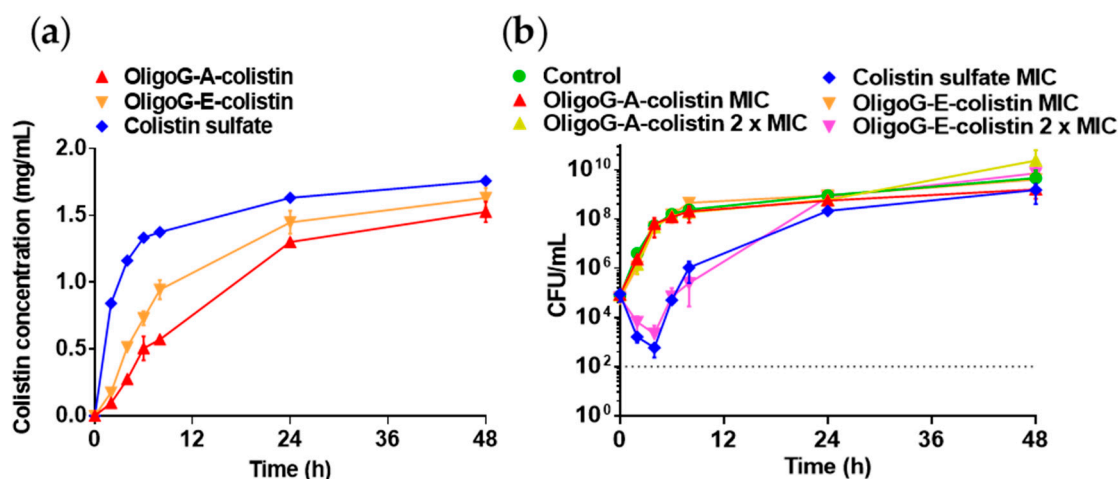 (a)
OligoG-A-colistin
OligoG-E-colistin
Colistin sulfate
Colistin concentration (mg/mL)
2.0
1.5
1.0
0.5
0.0
0 12 24 36 48
Time (h)
(b)
Control
OligoG-A-colistin MIC
OligoG-A-colistin 2 x MIC
Colistin sulfate MIC
OligoG-E-colistin MIC
OligoG-E-colistin 2 x MIC
CFU/mL
10^10
10^8
10^6
10^4
10^2
10^0
0 12 24 36 48
Time (h)